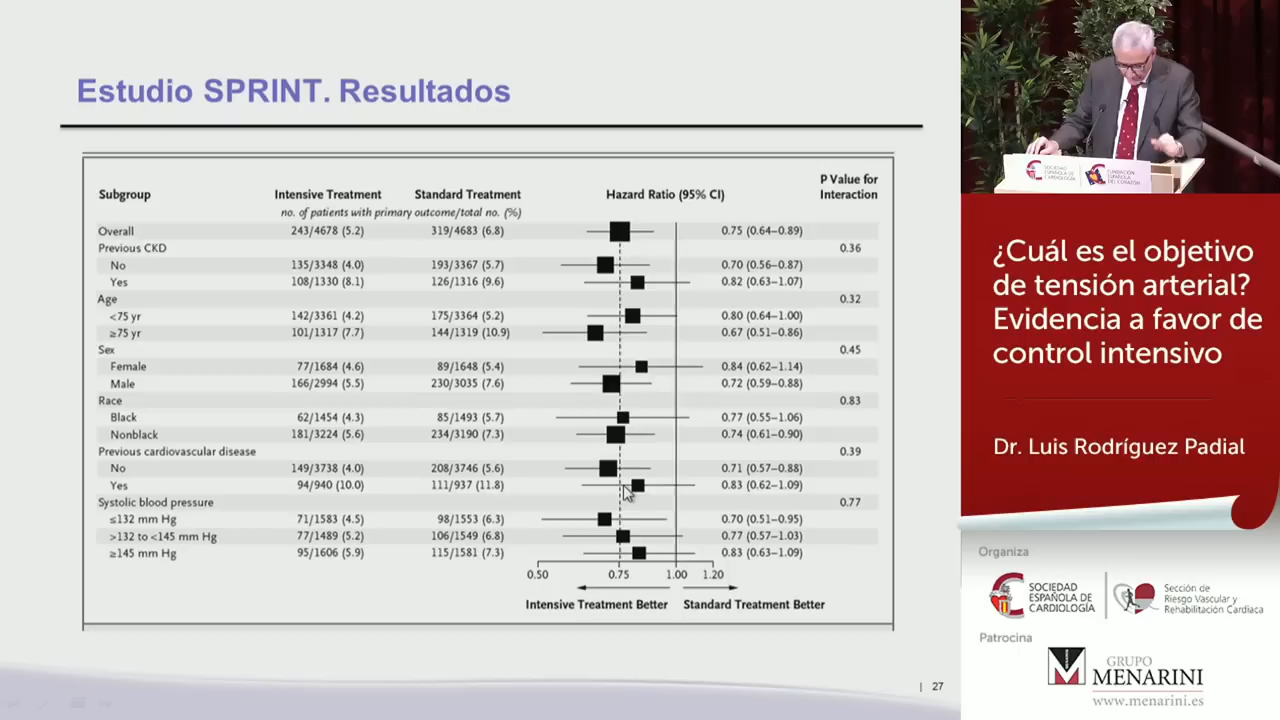 Estudio SPRINT. Resultados
Subgroup Intensive Treatment Standard Treatment Hazard Ratio (95% CI) P Value for Interaction
no. of patients with primary outcome/total no. (%)
Overall 243/4678 (5.2) 319/4683 (6.8) 0.75 (0.64–0.89)
Previous CKD 0.36
No 135/3348 (4.0) 193/3367 (5.7) 0.70 (0.56–0.87)
Yes 108/1330 (8.1) 126/1316 (9.6) 0.82 (0.63–1.07)
Age 0.32
<75 yr 142/3361 (4.2) 175/3364 (5.2) 0.80 (0.64–1.00)
≥75 yr 101/1317 (7.7) 144/1319 (10.9) 0.67 (0.51–0.86)
Sex 0.45
Female 77/1684 (4.6) 89/1648 (5.4) 0.84 (0.62–1.14)
Male 166/2994 (5.5) 230/3035 (7.6) 0.72 (0.59–0.88)
Race 0.83
Black 62/1454 (4.3) 85/1493 (5.7) 0.77 (0.55–1.06)
Nonblack 181/3224 (5.6) 234/3190 (7.3) 0.74 (0.61–0.90)
Previous cardiovascular disease 0.39
No 149/3738 (4.0) 208/3746 (5.6) 0.71 (0.57–0.88)
Yes 94/940 (10.0) 111/937 (11.8) 0.83 (0.62–1.09)
Systolic blood pressure 0.77
≤132 mm Hg 71/1583 (4.5) 98/1553 (6.3) 0.70 (0.51–0.95)
>132 to <145 mm Hg 77/1489 (5.2) 106/1549 (6.8) 0.77 (0.57–1.03)
≥145 mm Hg 95/1606 (5.9) 115/1581 (7.3) 0.83 (0.63–1.09)
0.50 0.75 1.00 1.20
Intensive Treatment Better Standard Treatment Better
27
SOCIEDAD
ESPAÑOLA DE
CARDIOLOGÍA
FUNDACIÓN
ESPAÑOLA
DEL CORAZÓN
¿Cuál es el objetivo
de tensión arterial?
Evidencia a favor de
control intensivo
Dr. Luis Rodríguez Padial
Organiza
SOCIEDAD
ESPAÑOLA DE
CARDIOLOGÍA
Sección de
Riesgo Vascular y
Rehabilitación Cardiaca
Patrocina
GRUPO
MENARINI
www.menarini.es